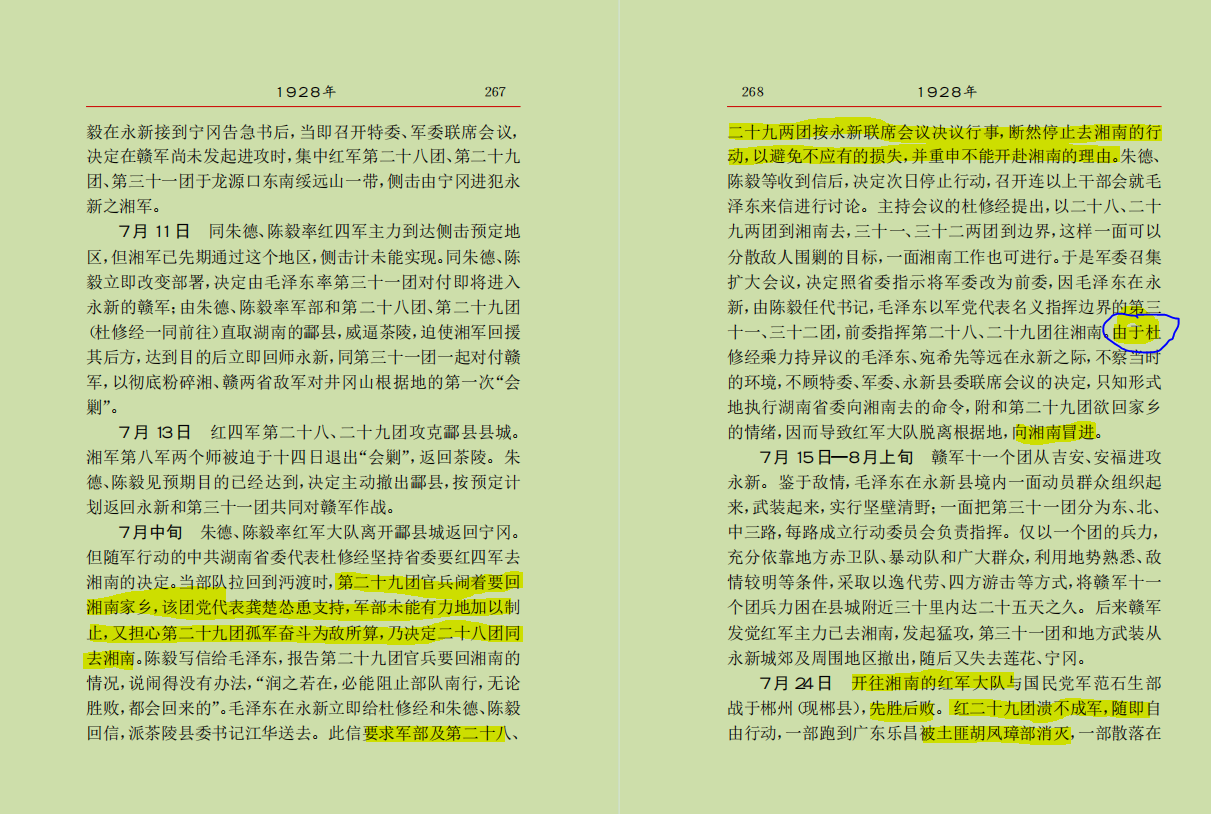 1928年 267
毅在永新接到宁冈告急书后，当即召开特委、军委联席会议，
决定在赣军尚未发起进攻时，集中红军第二十八团、第二十九
团、第三十一团于龙源口东南绥远山一带，侧击由宁冈进犯永
新之湘军。
7月11日 同朱德、陈毅率红四军主力到达侧击预定地
区，但湘军已先期通过这个地区，侧击计未能实现。同朱德、陈
毅立即改变部署，决定由毛泽东率第三十一团对付即将进入
永新的赣军；由朱德、陈毅率军部和第二十八团、第二十九团
（杜修经一同前往）直取湖南的酃县，威逼茶陵，迫使湘军回援
其后方，达到目的后立即回师永新，同第三十一团一起对付赣
军，以彻底粉碎湘、赣两省敌军对井冈山根据地的第一次“会
剿”。
7月13日 红四军第二十八、二十九团攻克酃县县城。
湘军第八军两个师被迫于十四日退出“会剿”，返回茶陵。朱
德、陈毅见预期目的已经达到，决定主动撤出酃县，按预定计
划返回永新和第三十一团共同对赣军作战。
7月中旬 朱德、陈毅率红军大队离开酃县城返回宁冈。
但随军行动的中共湖南省委代表杜修经坚持省委要红四军去
湘南的决定。当部队拉回到沔渡时，第二十九团官兵闹着要回
湘南家乡，该团党代表龚楚怂恿支持，军部未能有力地加以制
止，又担心第二十九团孤军奋斗为敌所算，乃决定二十八团同
去湘南。陈毅写信给毛泽东，报告第二十九团官兵要回湘南的
情况，说闹得没有办法，“润之若在，必能阻止部队南行，无论
胜败，都会回来的”。毛泽东在永新立即给杜修经和朱德、陈毅
回信，派茶陵县委书记江华送去。此信要求军部及第二十八、
268 1928年
二十九两团按永新联席会议决议行事，断然停止去湘南的行
动，以避免不应有的损失，并重申不能开赴湘南的理由。朱德、
陈毅等收到信后，决定次日停止行动，召开连以上干部会就毛
泽东来信进行讨论。主持会议的杜修经提出，以二十八、二十
九两团到湘南去，三十一、三十二两团到边界，这样一面可以
分散敌人围剿的目标，一面湘南工作也可进行。于是军委召集
扩大会议，决定照省委指示将军委改为前委，因毛泽东在永
新，由陈毅任代书记，毛泽东以军党代表名义指挥边界的第三
十一、三十二团，前委指挥第二十八、二十九团往湘南。由于杜
修经乘力持异议的毛泽东、宛希先等远在永新之际，不察当时
的环境，不顾特委、军委、永新县委联席会议的决定，只知形式
地执行湖南省委向湘南去的命令，附和第二十九团欲回家乡
的情绪，因而导致红军大队脱离根据地，向湘南冒进。
7月15日—8月上旬 赣军十一个团从吉安、安福进攻
永新。鉴于敌情，毛泽东在永新县境内一面动员群众组织起
来，武装起来，实行坚壁清野；一面把第三十一团分为东、北、
中三路，每路成立行动委员会负责指挥。仅以一个团的兵力，
充分依靠地方赤卫队、暴动队和广大群众，利用地势熟悉、敌
情较明等条件，采取以逸代劳、四方游击等方式，将赣军十一
个团兵力困在县城附近三十里内达二十五天之久。后来赣军
发觉红军主力已去湘南，发起猛攻，第三十一团和地方武装从
永新城郊及周围地区撤出，随后又失去莲花、宁冈。
7月24日 开往湘南的红军大队与国民党军范石生部
战于郴州（现郴县），先胜后败。红二十九团溃不成军，随即自
由行动，一部跑到广东乐昌被土匪胡凤璋部消灭，一部散落在